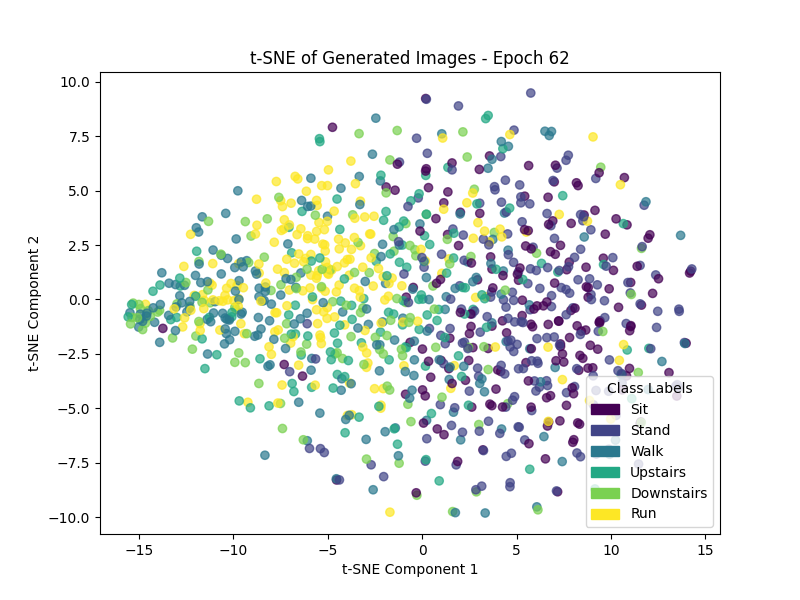 t-SNE of Generated Images - Epoch 62
t-SNE Component 2
10.0
7.5
5.0
2.5
0.0
−2.5
−5.0
−7.5
−10.0
Class Labels
Sit
Stand
Walk
Upstairs
Downstairs
Run
−15
−10
−5
0
5
10
15
t-SNE Component 1